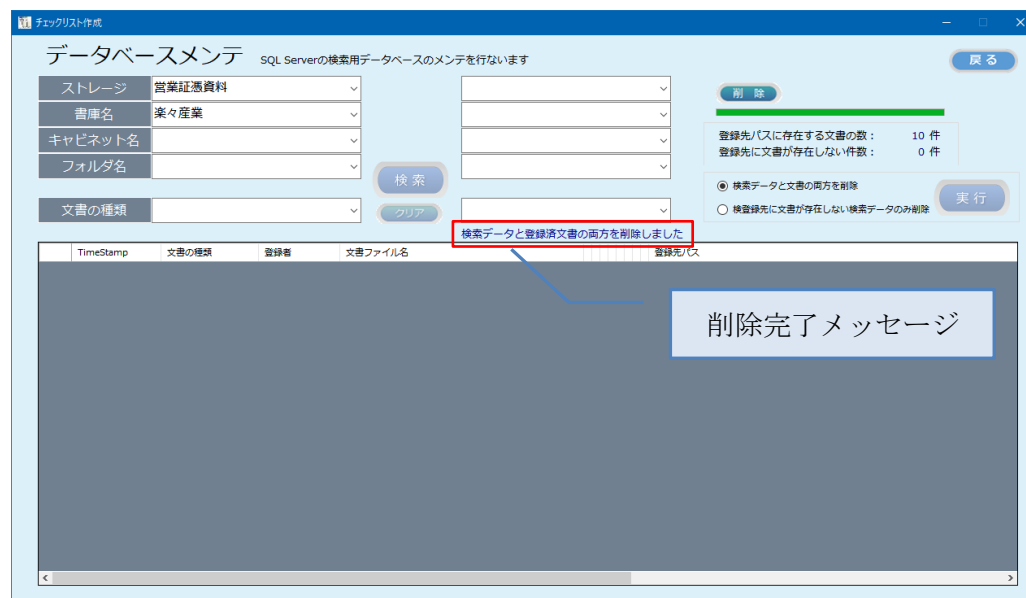 チェックリスト作成
データベースメンテ SQL Serverの検索用データベースのメンテを行ないます
戻る
ストレージ 営業証憑資料
書庫名 楽々産業
キャビネット名
フォルダ名
文書の種類
検索
クリア
削除
登録先パスに存在する文書の数： 10 件
登録先に文書が存在しない件数： 0 件
検索データと文書の両方を削除
検登録先に文書が存在しない検索データのみ削除
実行
検索データと登録済文書の両方を削除しました
TimeStamp 文書の種類 登録者 文書ファイル名 登録先パス
削除完了メッセージ